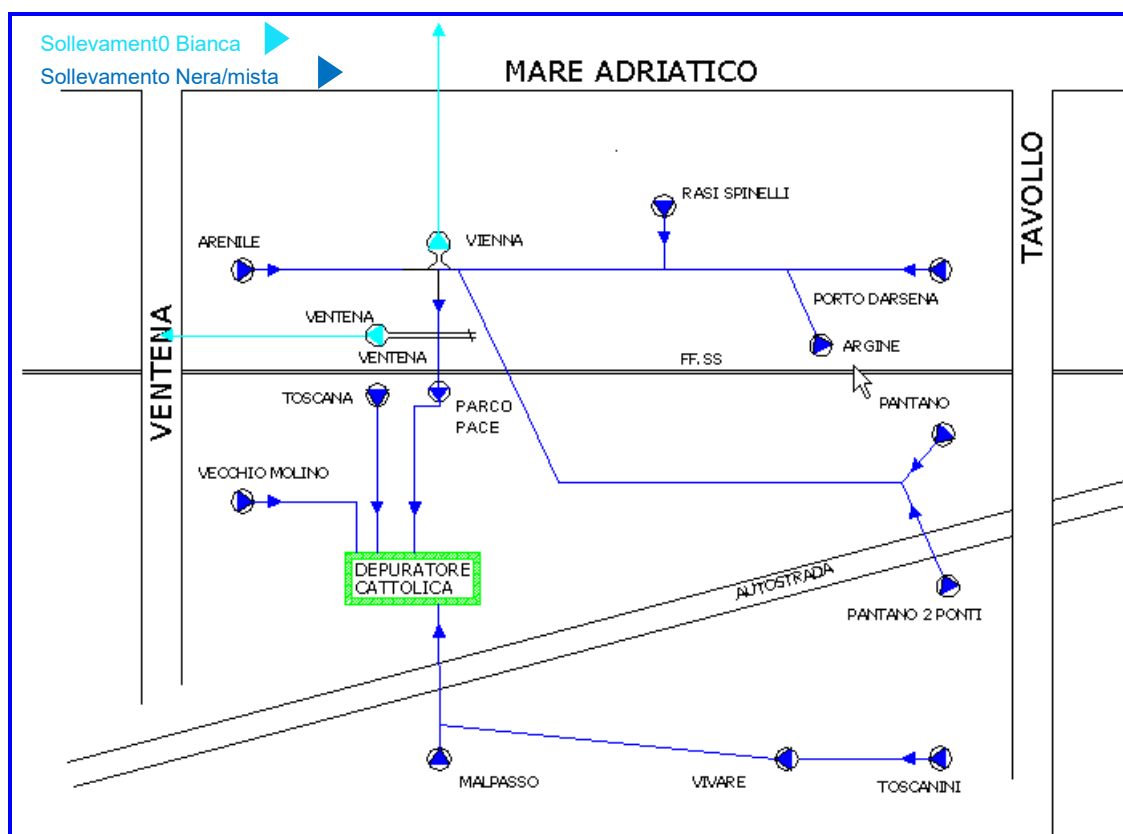 Sollevament0 Bianca
Sollevamento Nera/mista
MARE ADRIATICO
TAVOLLO
RASI SPINELLI
ARENILE
VIENNA
PORTO DARSENA
VENTENA
VENTENA
ARGINE
VENTENA
FF.SS
TOSCANA
PARCO
PACE
PANTANO
VECCHIO MOLINO
DEPURATORE
CATTOLICA
AUTOSTRADA
PANTANO 2 PONTI
MALPASSO
VIVARE
TOSCANINI